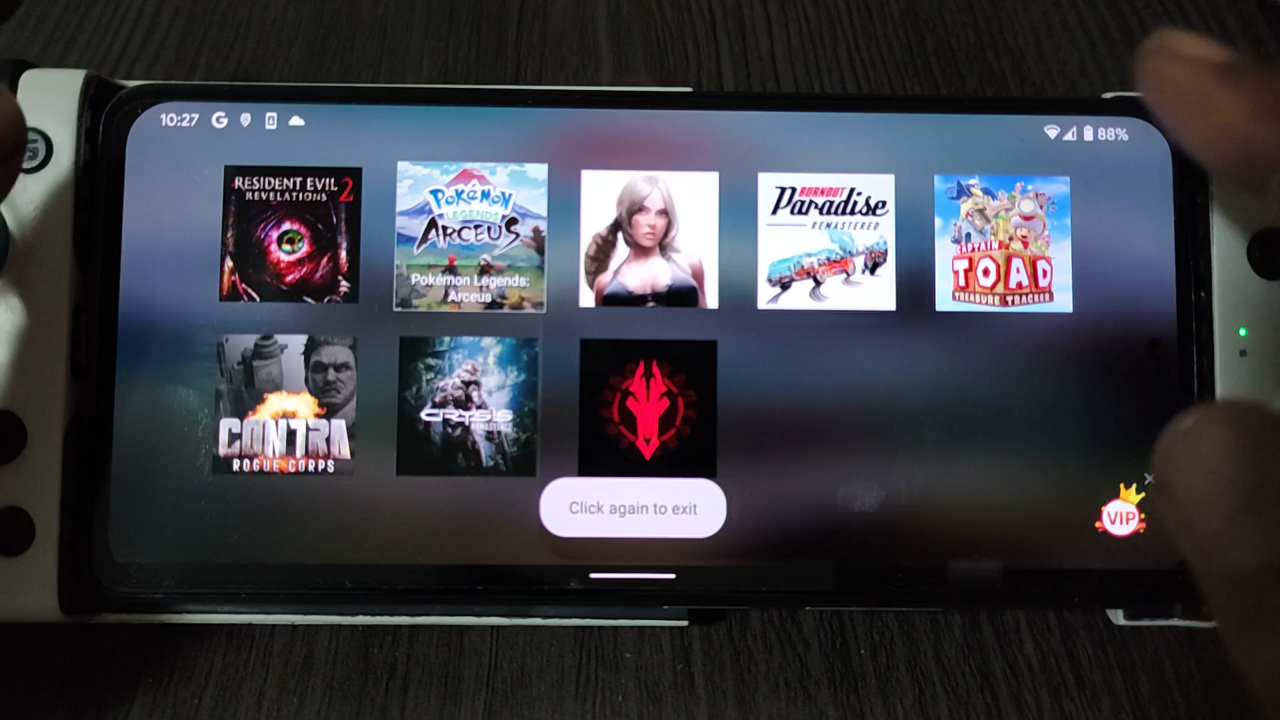 10:27
88%
RESIDENT EVIL 2
REVELATIONS
POKÉMON
LEGENDS
ARCEUS
Pokémon Legends:
Arceus
BURNOUT
Paradise
REMASTERED
CAPTAIN
TOAD
TREASURE TRACKER
CONTRA
ROGUE CORPS
CRYSIS
REMASTERED
Click again to exit
VIP